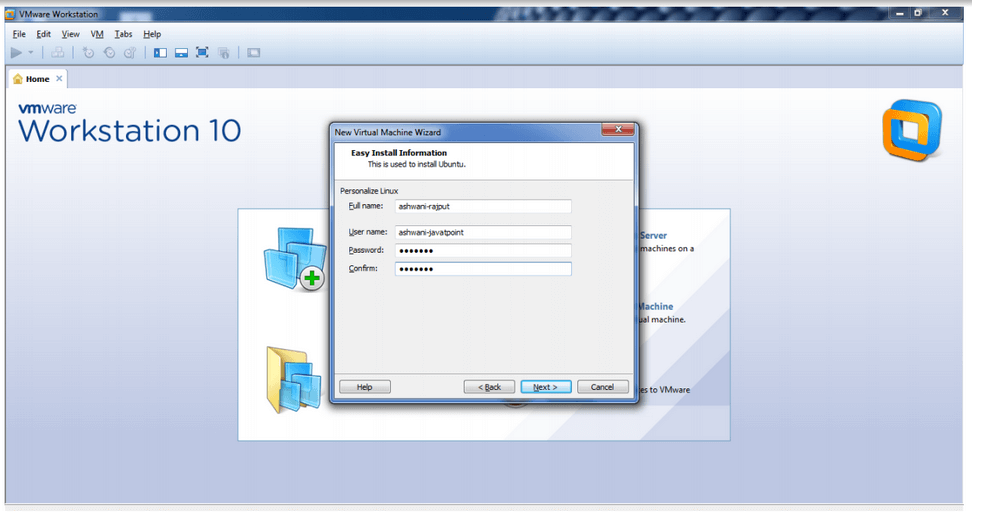 VMware Workstation
File Edit View VM Tabs Help
Home
vmware
Workstation 10
New Virtual Machine Wizard
Easy Install Information
This is used to install Ubuntu.
Personalize Linux
Full name: ashwani-rajput
User name: ashwani-javatpoint
Password: •••••••
Confirm: •••••••
Help < Back Next > Cancel
Server
machines on a
Machine
ual machine.
es to VMware